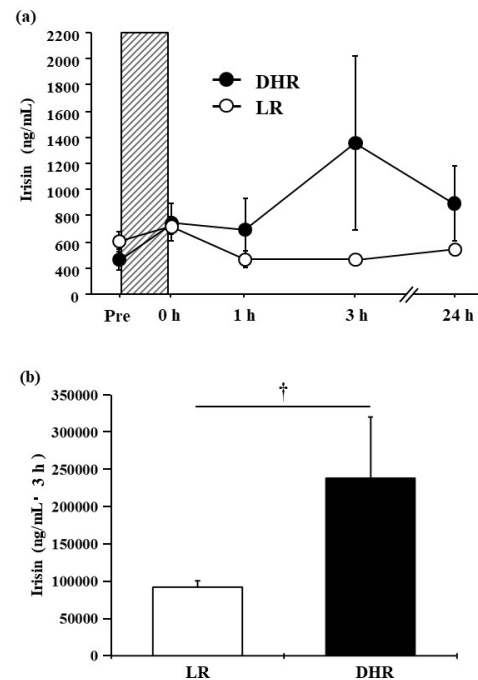 (a)
Irisin (ng/mL)
2200
2000
1800
1600
1400
1200
1000
800
600
400
200
DHR
LR
Pre 0 h 1 h 3 h 24 h
(b)
Irisin (ng/mL· 3 h)
350000
300000
250000
200000
150000
100000
50000
0
†
LR DHR